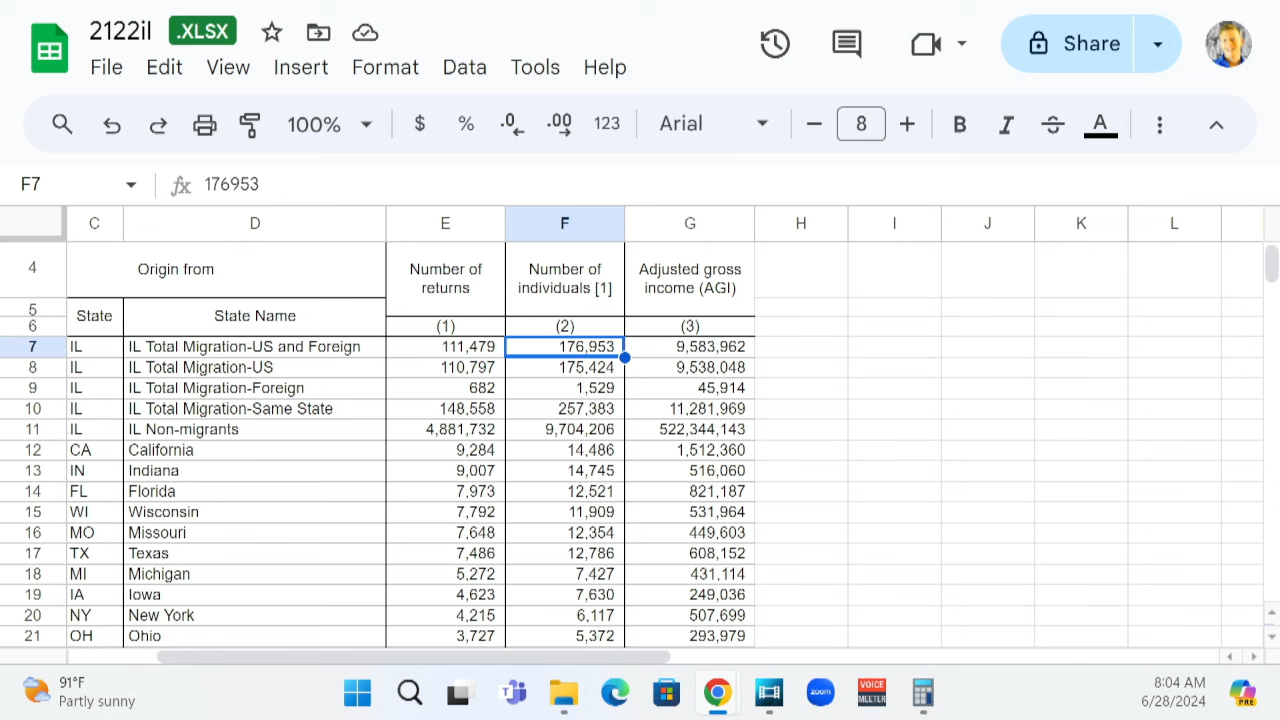 2122il .XLSX
File Edit View Insert Format Data Tools Help
Share
100% $ % .0 .00 123 Arial 8 B I A
F7 fx 176953
C D E F G H I J K L
4 Origin from Number of returns Number of individuals [1] Adjusted gross income (AGI)
5 State State Name
6 (1) (2) (3)
7 IL IL Total Migration-US and Foreign 111,479 176,953 9,583,962
8 IL IL Total Migration-US 110,797 175,424 9,538,048
9 IL IL Total Migration-Foreign 682 1,529 45,914
10 IL IL Total Migration-Same State 148,558 257,383 11,281,969
11 IL IL Non-migrants 4,881,732 9,704,206 522,344,143
12 CA California 9,284 14,486 1,512,360
13 IN Indiana 9,007 14,745 516,060
14 FL Florida 7,973 12,521 821,187
15 WI Wisconsin 7,792 11,909 531,964
16 MO Missouri 7,648 12,354 449,603
17 TX Texas 7,486 12,786 608,152
18 MI Michigan 5,272 7,427 431,114
19 IA Iowa 4,623 7,630 249,036
20 NY New York 4,215 6,117 507,699
21 OH Ohio 3,727 5,372 293,979
91°F
Partly sunny
zoom
VOICE
MEETER
8:04 AM
6/28/2024
PRE